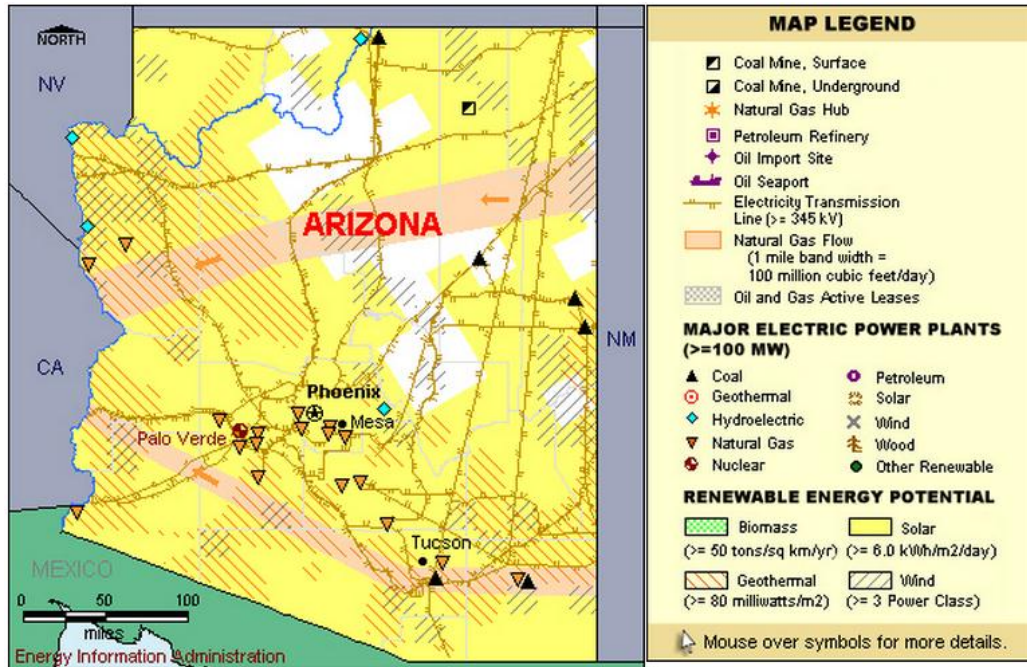 NORTH
NV
ARIZONA
CA
NM
Phoenix
Mesa
Palo Verde
Tucson
MEXICO
0 50 100
miles
Energy Information Administration
MAP LEGEND
Coal Mine, Surface
Coal Mine, Underground
Natural Gas Hub
Petroleum Refinery
Oil Import Site
Oil Seaport
Electricity Transmission
Line (>= 345 kV)
Natural Gas Flow
(1 mile band width =
100 million cubic feet/day)
Oil and Gas Active Leases
MAJOR ELECTRIC POWER PLANTS
(>=100 MW)
Coal Petroleum
Geothermal Solar
Hydroelectric Wind
Natural Gas Wood
Nuclear Other Renewable
RENEWABLE ENERGY POTENTIAL
Biomass Solar
(>= 50 tons/sq km/yr) (>= 6.0 kWh/m2/day)
Geothermal Wind
(>= 80 milliwatts/m2) (>= 3 Power Class)
Mouse over symbols for more details.